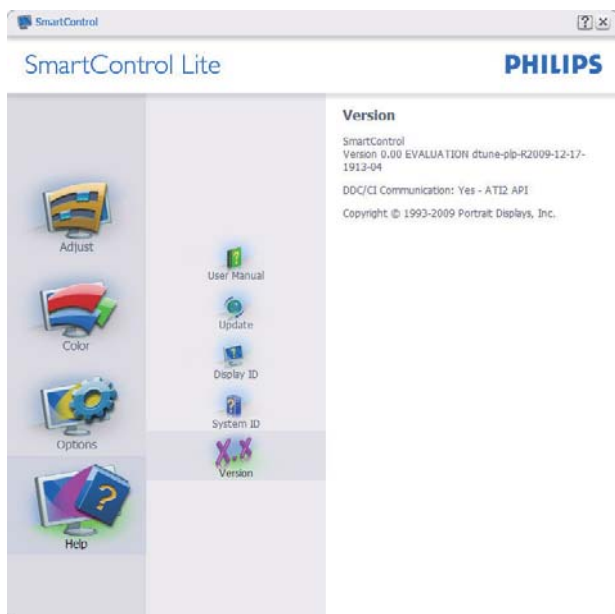 SmartControl
SmartControl Lite
PHILIPS
Adjust
Color
Options
Help
User Manual
Update
Display ID
System ID
X.X
Version
Version
SmartControl
Version 0.00 EVALUATION dtune-plp-R2009-12-17-
1913-04
DDC/CI Communication: Yes - ATI2 API
Copyright © 1993-2009 Portrait Displays, Inc.